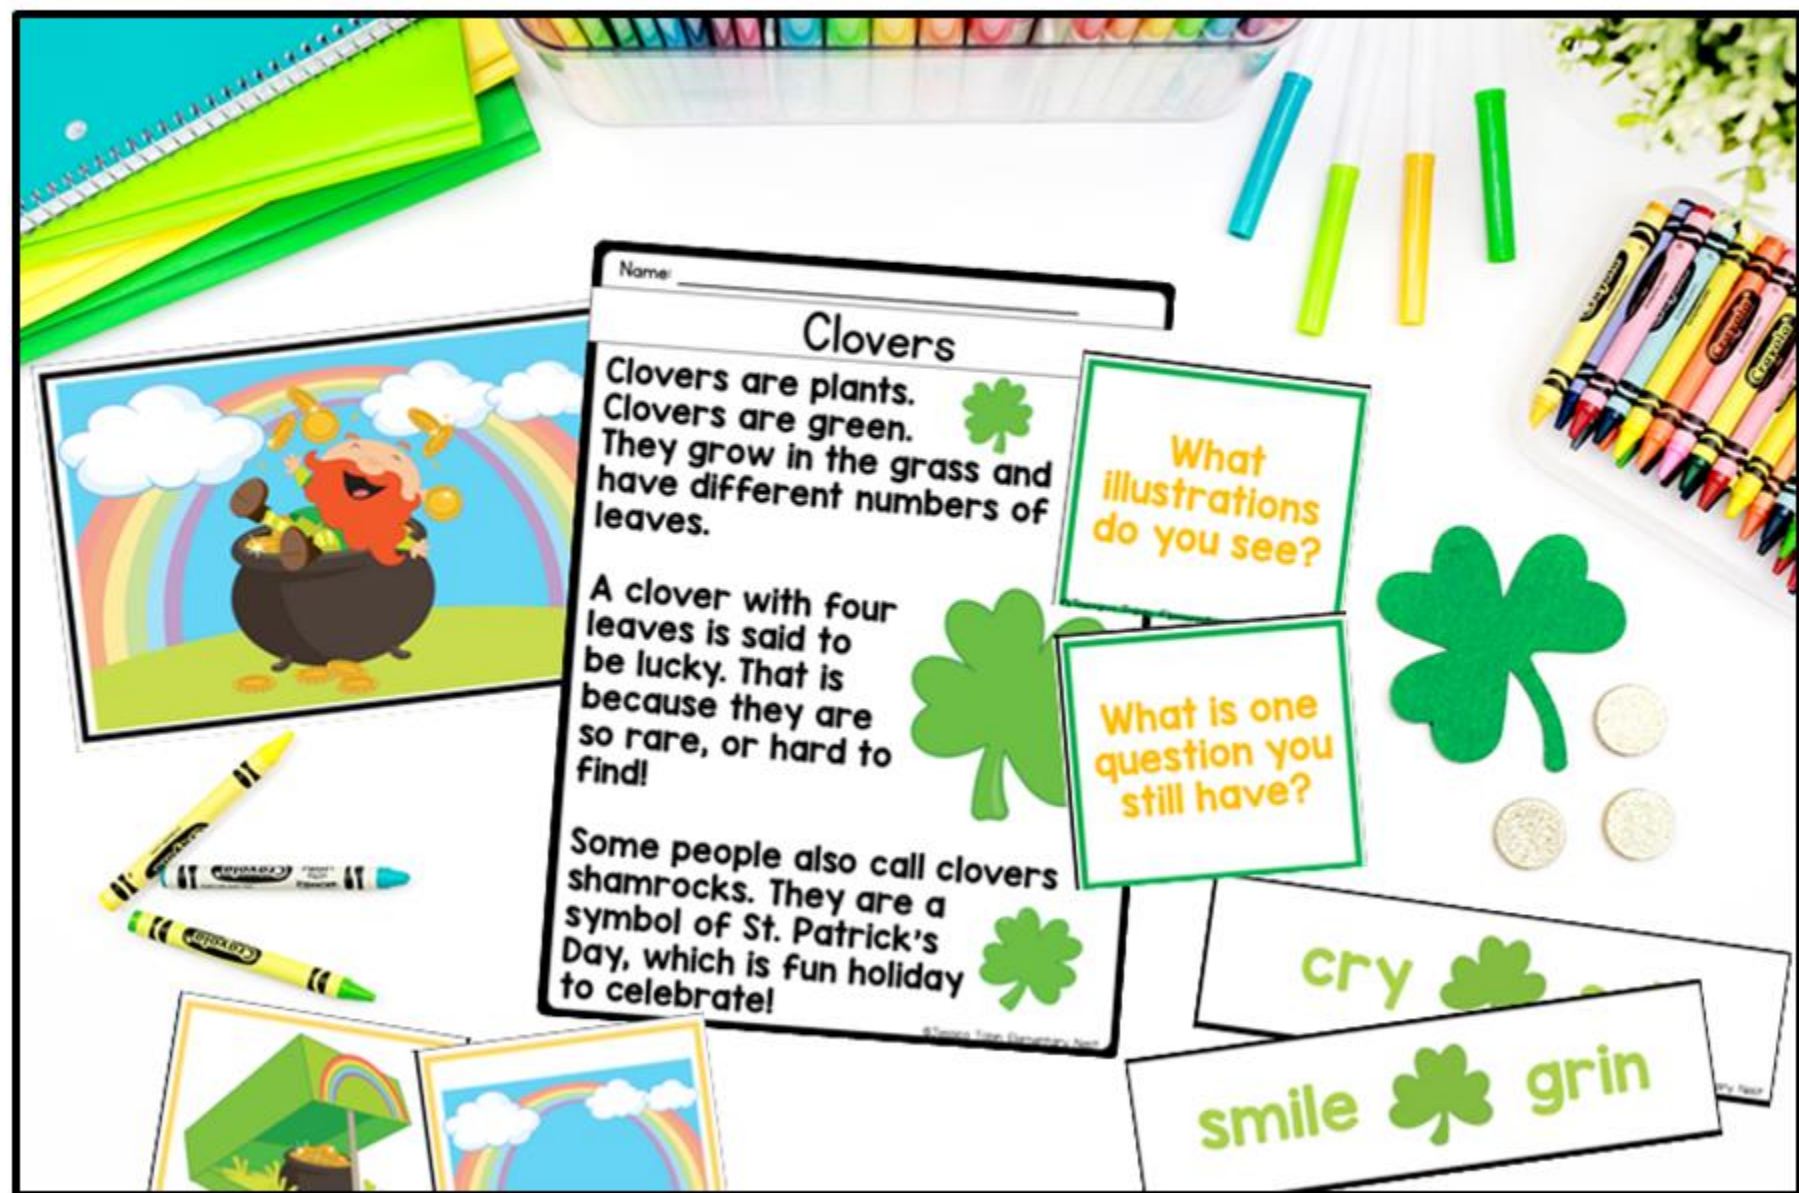 Name:
Clovers
Clovers are plants.
Clovers are green.
They grow in the grass and
have different numbers of
leaves.
A clover with four
leaves is said to
be lucky. That is
because they are
so rare, or hard to
find!
Some people also call clovers
shamrocks. They are a
symbol of St. Patrick's
Day, which is fun holiday
to celebrate!
What
illustrations
do you see?
What is one
question you
still have?
cry
smile grin
Crayola
Crayola
Crayola
Crayola
Crayola
Crayola